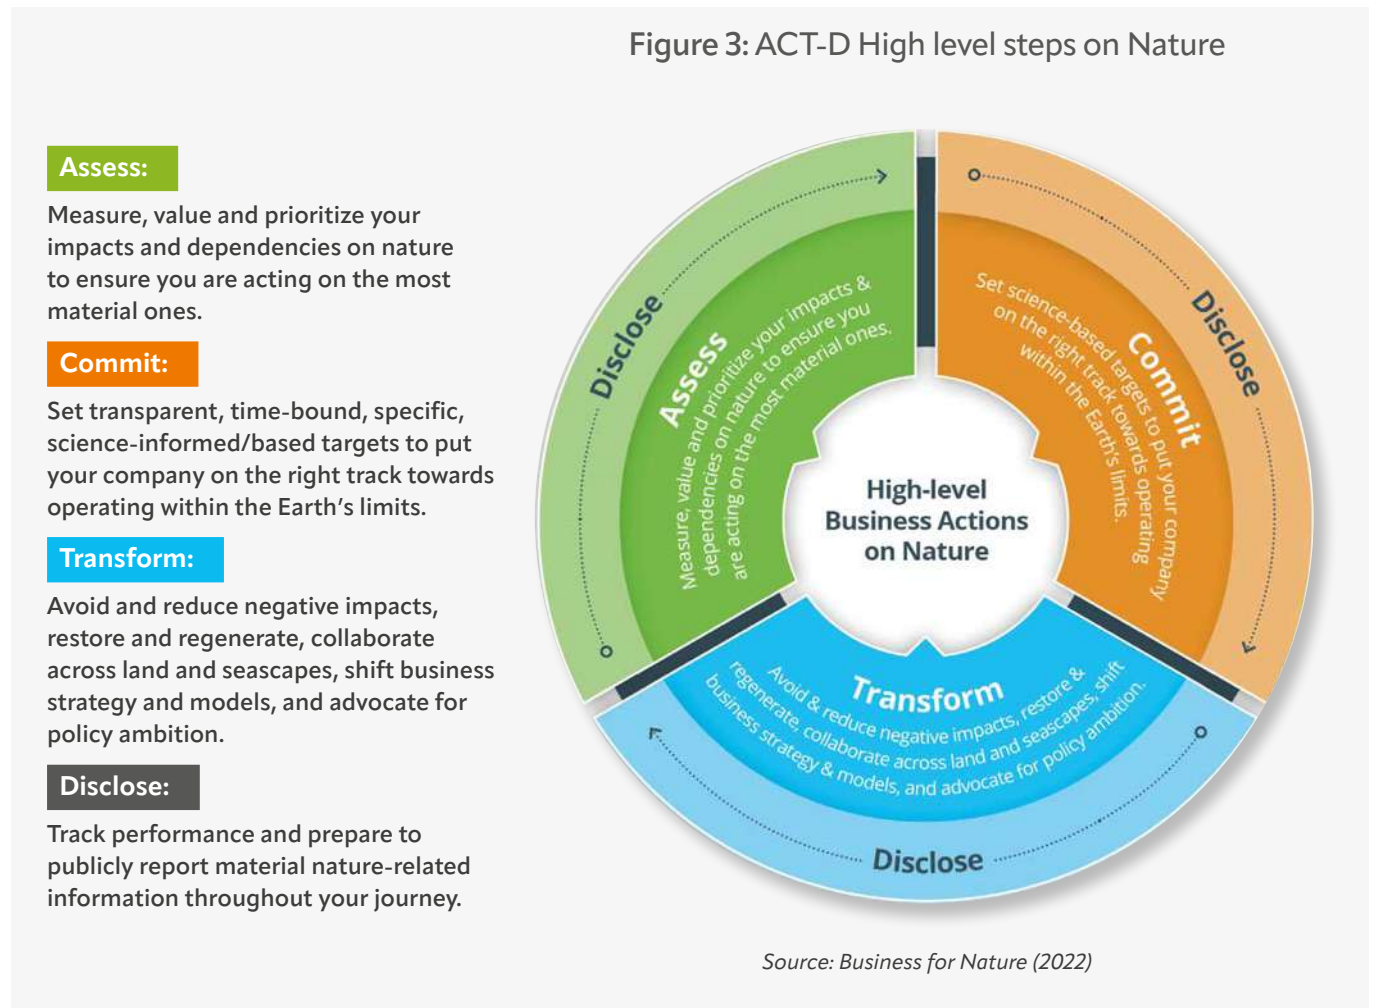 Figure 3: ACT-D High level steps on Nature
Assess:
Measure, value and prioritize your
impacts and dependencies on nature
to ensure you are acting on the most
material ones.
Commit:
Set transparent, time-bound, specific,
science-informed/based targets to put
your company on the right track towards
operating within the Earth’s limits.
Transform:
Avoid and reduce negative impacts,
restore and regenerate, collaborate
across land and seascapes, shift business
strategy and models, and advocate for
policy ambition.
Disclose:
Track performance and prepare to
publicly report material nature-related
information throughout your journey.
Disclose
Assess
Measure, value and prioritize your impacts &
dependencies on nature to ensure you
are acting on the most material ones.
Disclose
Commit
Set science-based targets to put your company
on the right track towards operating
within the Earth's limits.
High-level
Business Actions
on Nature
Transform
Avoid & reduce negative impacts, restore &
regenerate, collaborate across land and seascapes, shift
business strategy & models, and advocate for policy ambition.
Disclose
Source: Business for Nature (2022)